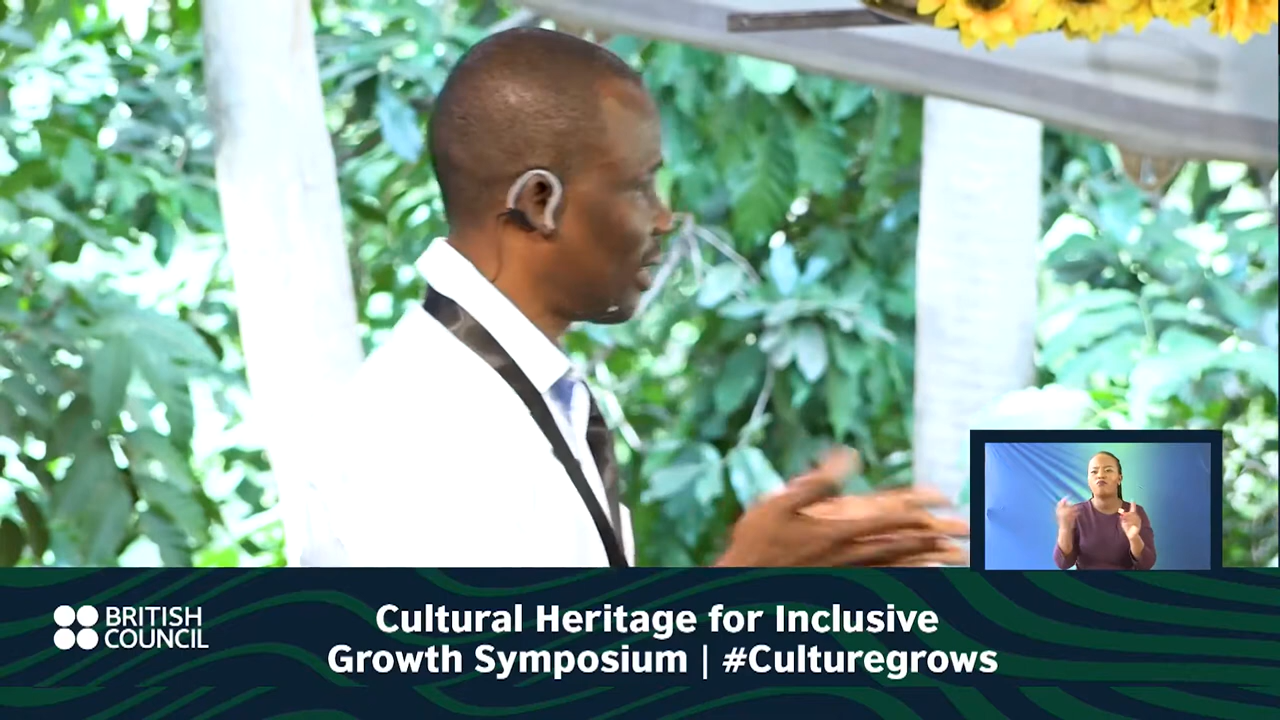 BRITISH
COUNCIL
Cultural Heritage for Inclusive
Growth Symposium | #Culturegrows